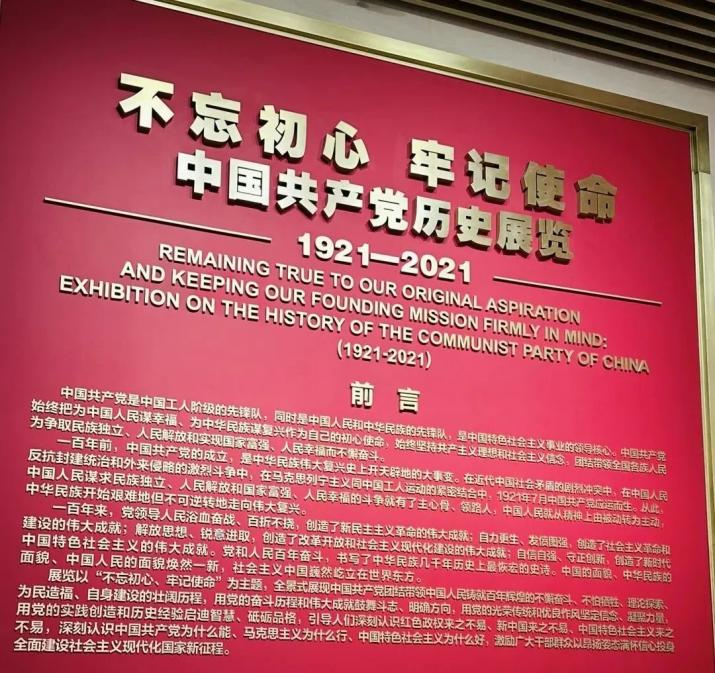 不忘初心 牢记使命
中国共产党历史展览
1921—2021
REMAINING TRUE TO OUR ORIGINAL ASPIRATION
AND KEEPING OUR FOUNDING MISSION FIRMLY IN MIND:
EXHIBITION ON THE HISTORY OF THE COMMUNIST PARTY OF CHINA
(1921-2021)
前言
中国共产党是中国工人阶级的先锋队，同时是中国人民和中华民族的先锋队，是中国特色社会主义事业的领导核心。中国共产党
始终把为中国人民谋幸福、为中华民族谋复兴作为自己的初心使命，始终坚持共产主义理想和社会主义信念，团结带领全国各族人民
为争取民族独立、人民解放和实现国家富强、人民幸福而不懈奋斗。
一百年前，中国共产党的成立，是中华民族伟大复兴史上开天辟地的大事变。在近代中国社会矛盾的剧烈冲突中，在中国人民
反抗封建统治和外来侵略的激烈斗争中，在马克思列宁主义同中国工人运动的紧密结合中，1921年7月中国共产党应运而生。从此，
中国人民谋求民族独立、人民解放和国家富强、人民幸福的斗争就有了主心骨、领路人，中国人民就从精神上由被动转为主动，
中华民族开始艰难地但不可逆转地走向伟大复兴。
一百年来，党领导人民浴血奋战、百折不挠，创造了新民主主义革命的伟大成就；自力更生、发愤图强，创造了社会主义革命和
建设的伟大成就；解放思想、锐意进取，创造了改革开放和社会主义现代化建设的伟大成就；自信自强、守正创新，创造了新时代
中国特色社会主义的伟大成就。党和人民百年奋斗，书写了中华民族几千年历史上最恢宏的史诗。中国的面貌、中华民族的
面貌、中国人民的面貌焕然一新，社会主义中国巍然屹立在世界东方。
展览以“不忘初心、牢记使命”为主题，全景式展现中国共产党团结带领中国人民铸就百年辉煌的不懈奋斗、不怕牺牲、理论探索、
为民造福、自身建设的壮阔历程，用党的奋斗历程和伟大成就鼓舞斗志、明确方向，用党的光荣传统和优良作风坚定信念、凝聚力量，
用党的实践创造和历史经验启迪智慧、砥砺品格，引导人们深刻认识红色政权来之不易、新中国来之不易、中国特色社会主义来之
不易，深刻认识中国共产党为什么能、马克思主义为什么行、中国特色社会主义为什么好，激励广大干部群众以昂扬姿态满怀信心投身
全面建设社会主义现代化国家新征程。